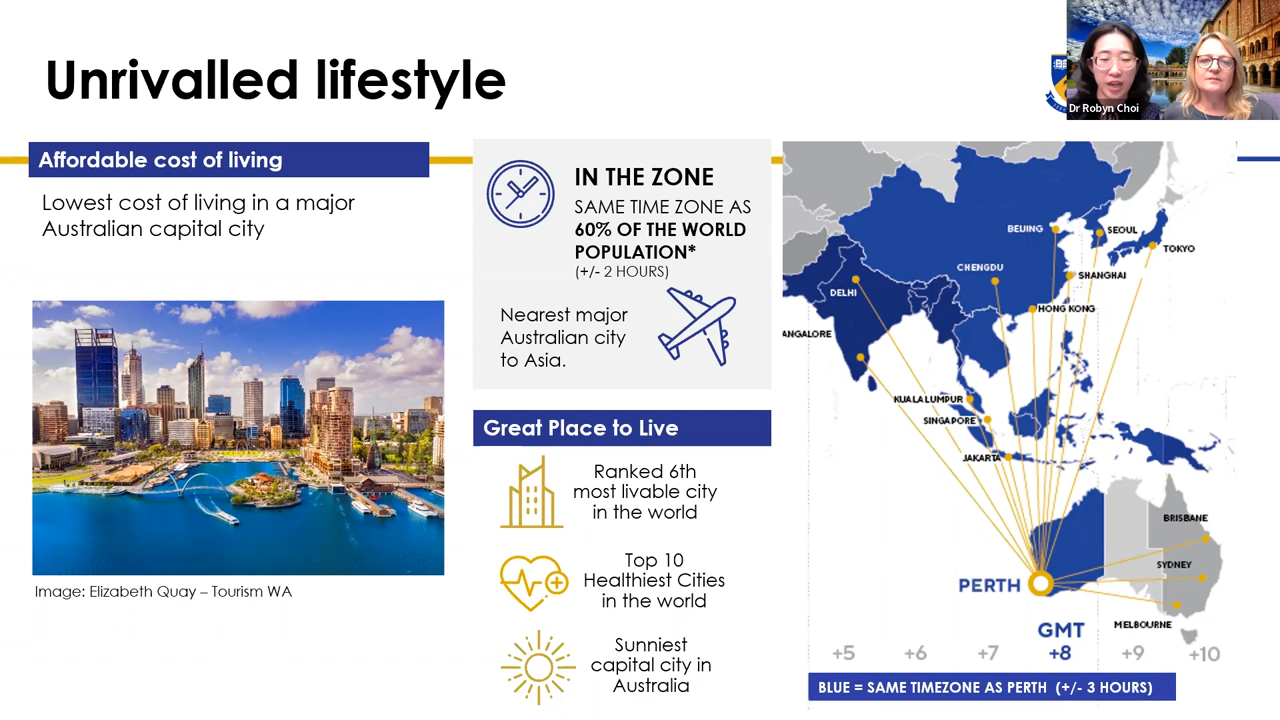 Unrivalled lifestyle
Dr Robyn Choi
Affordable cost of living
Lowest cost of living in a major
Australian capital city
Image: Elizabeth Quay – Tourism WA
IN THE ZONE
SAME TIME ZONE AS
60% OF THE WORLD
POPULATION*
(+/- 2 HOURS)
Nearest major
Australian city
to Asia.
Great Place to Live
Ranked 6th
most livable city
in the world
Top 10
Healthiest Cities
in the world
Sunniest
capital city in
Australia
BEIJING
SEOUL
TOKYO
CHENGDU
SHANGHAI
DELHI
HONG KONG
ANGALORE
KUALA LUMPUR
SINGAPORE
JAKARTA
BRISBANE
SYDNEY
PERTH
MELBOURNE
GMT
+5 +6 +7 +8 +9 +10
BLUE = SAME TIMEZONE AS PERTH (+/- 3 HOURS)